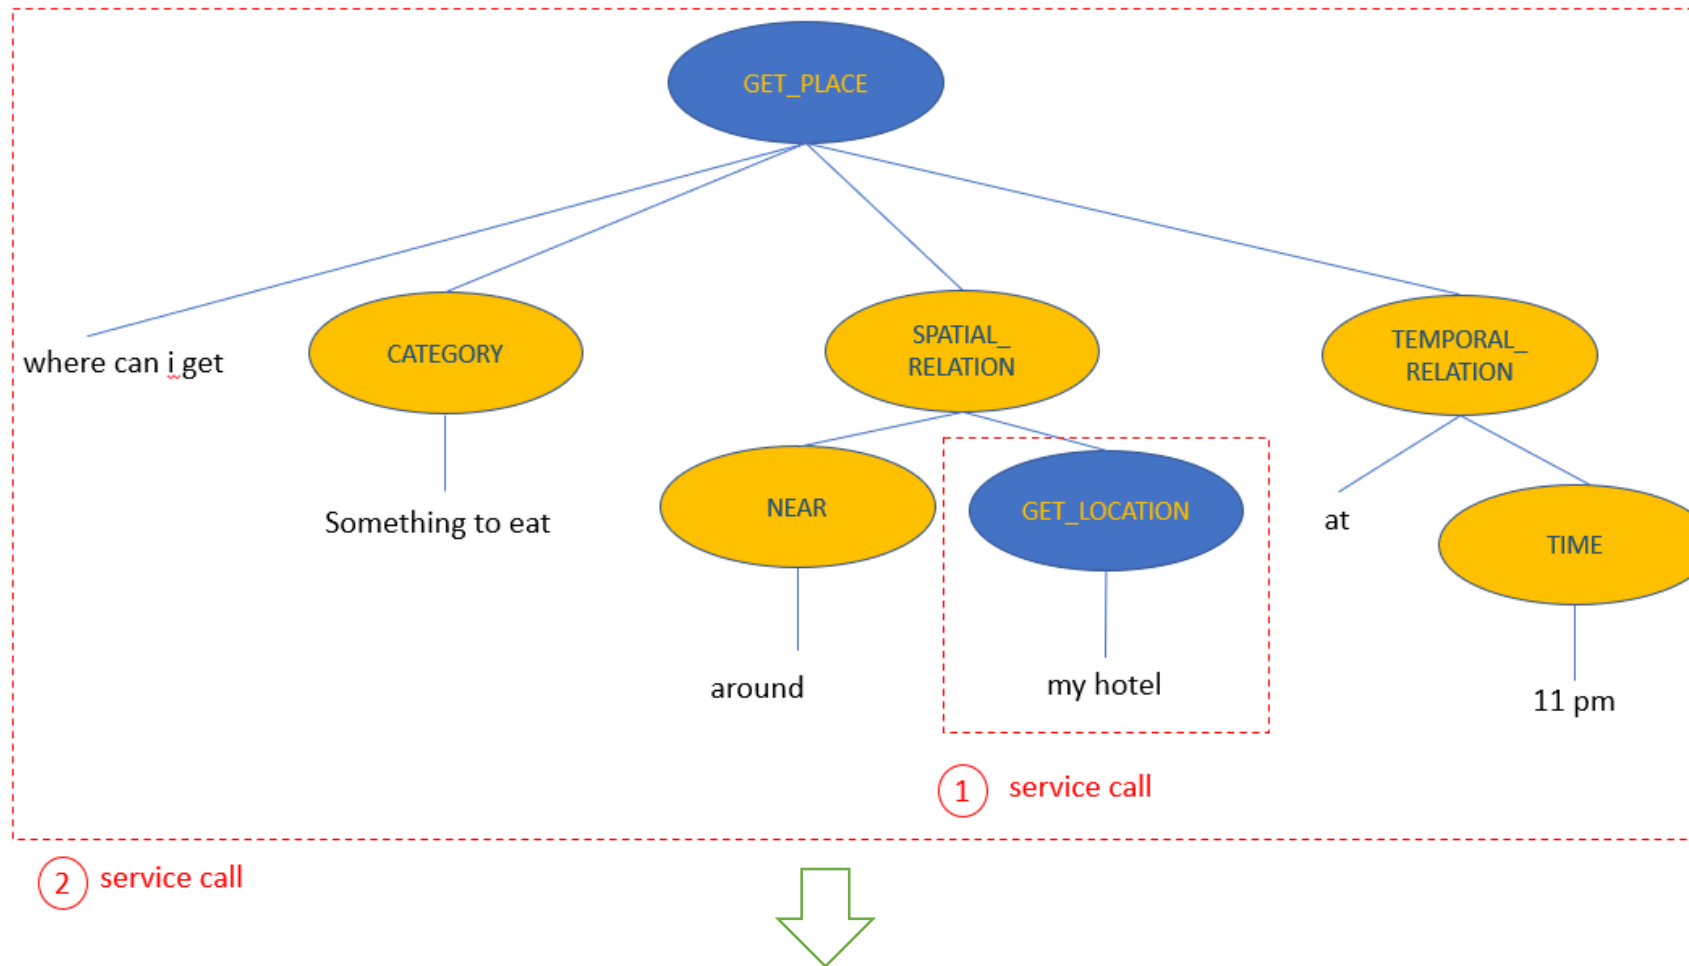 GET_PLACE
where can i get
CATEGORY
SPATIAL_
RELATION
TEMPORAL_
RELATION
Something to eat
NEAR
GET_LOCATION
at
TIME
around
my hotel
11 pm
1 service call
2 service call